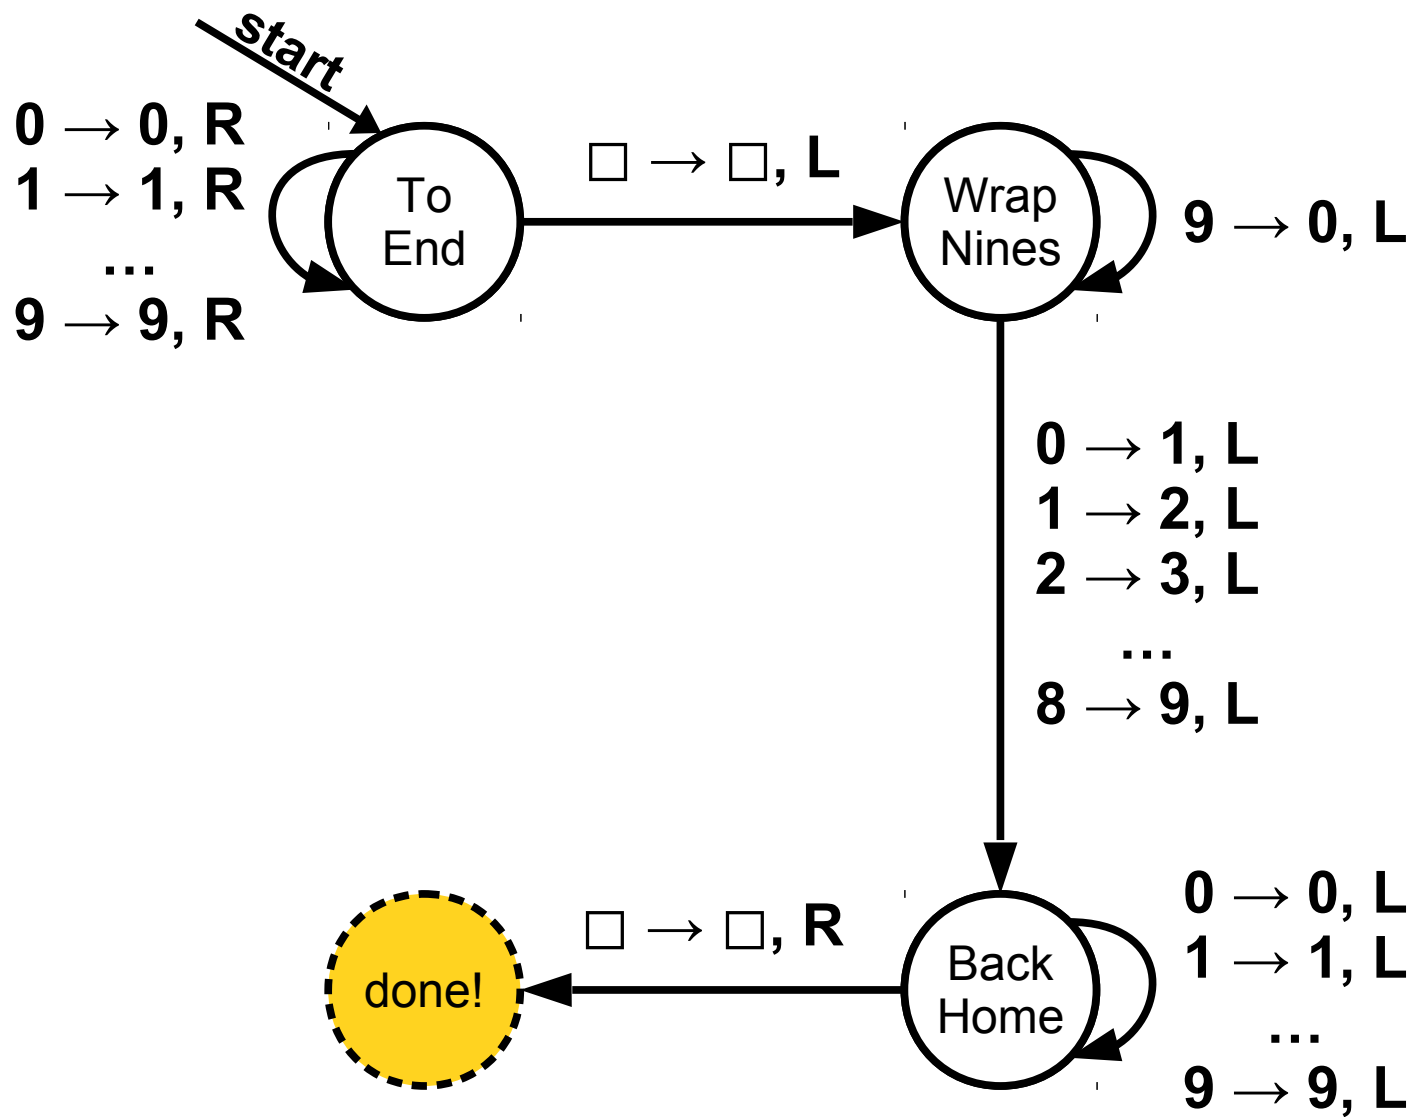 start
0 → 0, R
1 → 1, R
...
9 → 9, R
To
End
□ → □, L
Wrap
Nines
9 → 0, L
0 → 1, L
1 → 2, L
2 → 3, L
...
8 → 9, L
done!
□ → □, R
Back
Home
0 → 0, L
1 → 1, L
...
9 → 9, L